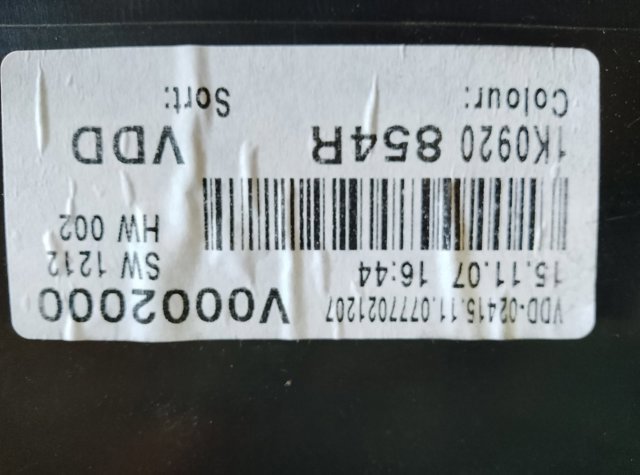 VDD-02415.11.0777021207 V0002000
15.11.07 16:44 SW 1212
HW 002
1K0920 854R VDD
Colour: Sort: